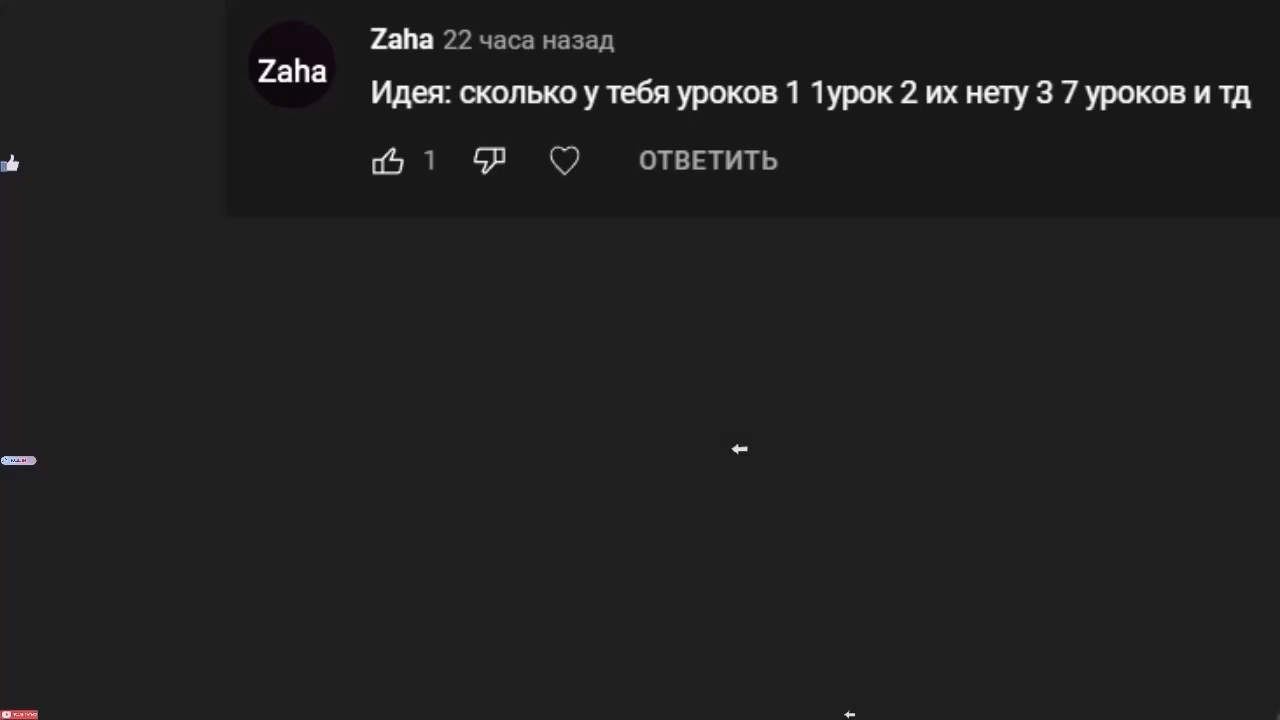 Zaha 22 часа назад
Zaha
Идея: сколько у тебя уроков 1 1урок 2 их нету 3 7 уроков и тд
1 ОТВЕТИТЬ